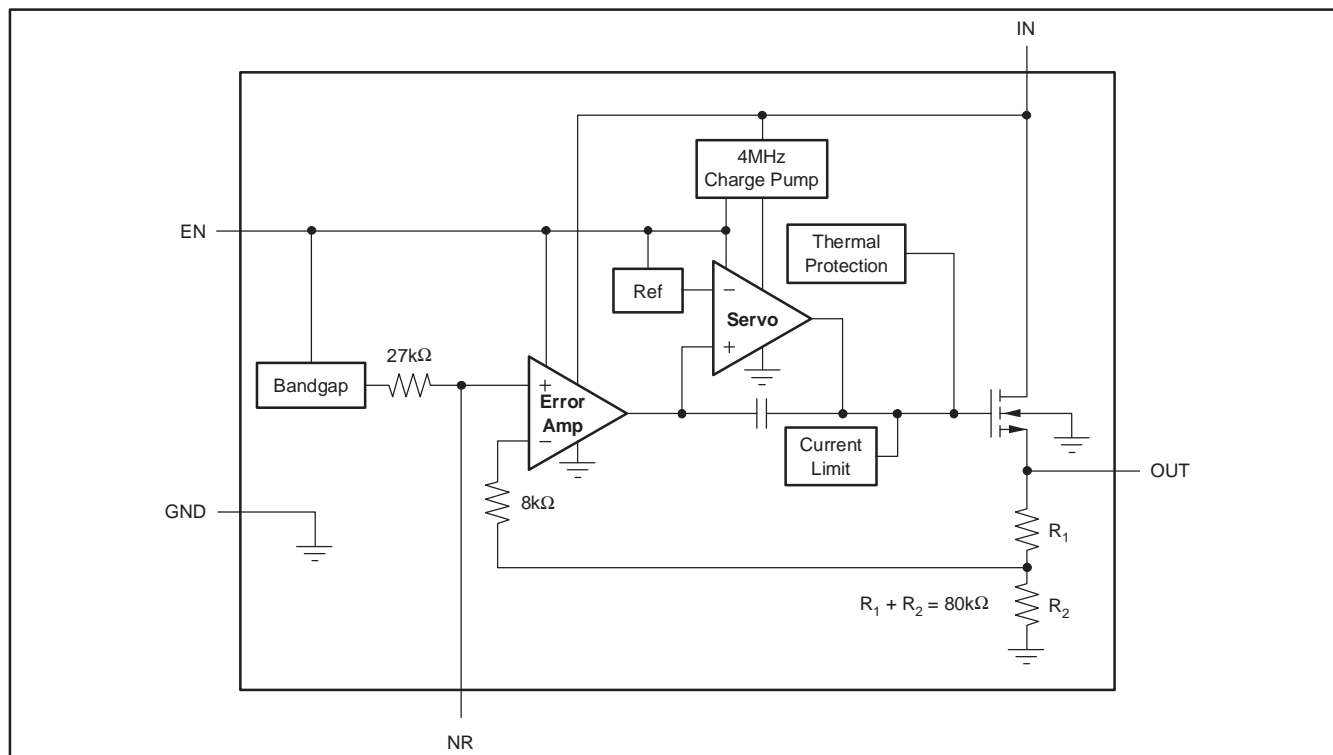 IN
4MHz
Charge Pump
EN
Thermal
Protection
Ref
−
Servo
+
27kΩ
Bandgap
+
Error
Amp
−
Current
Limit
OUT
8kΩ
GND
R1
R1 + R2 = 80kΩ
R2
NR